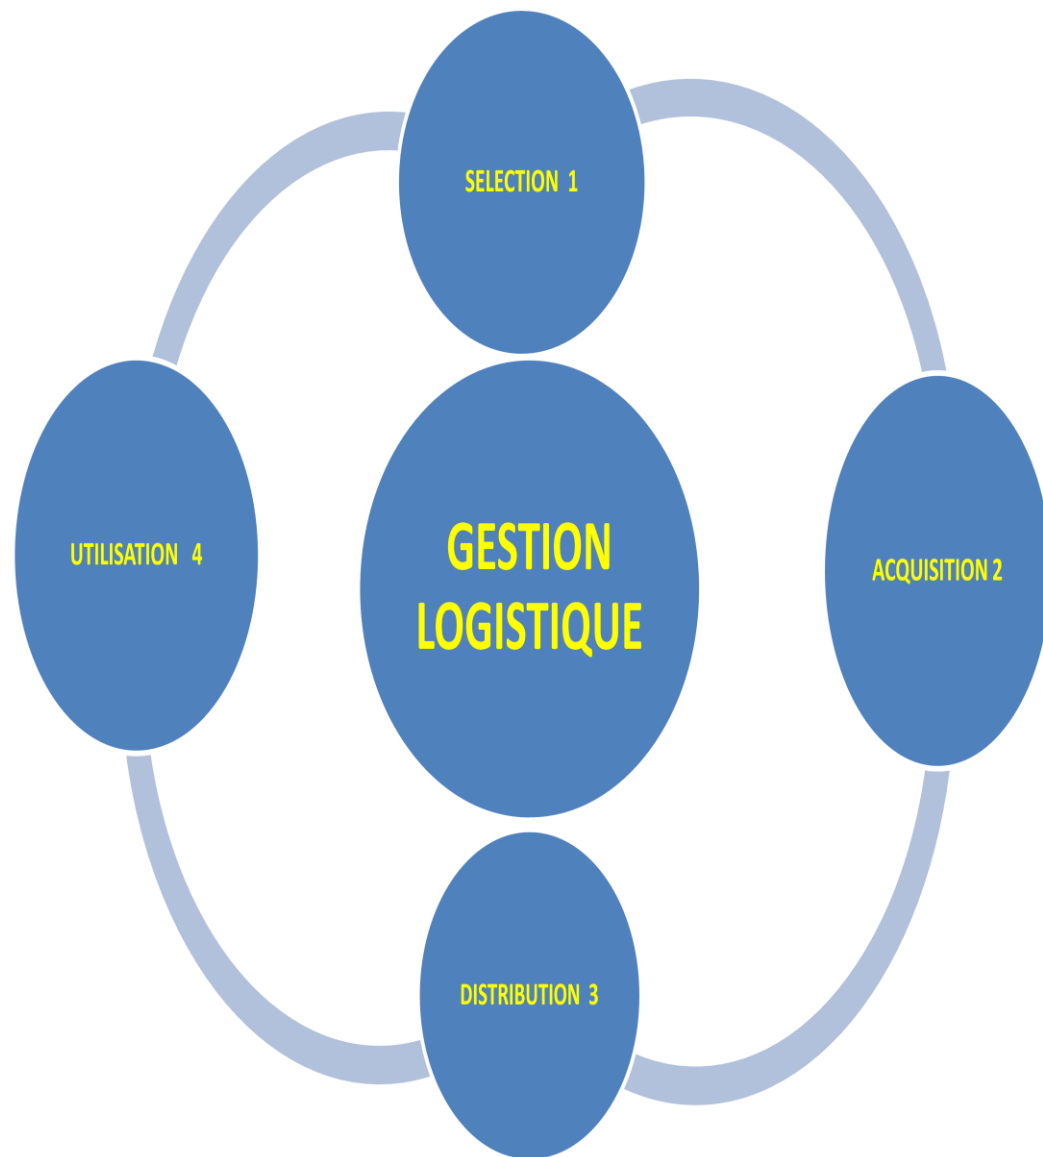 SELECTION 1
UTILISATION 4
GESTION
LOGISTIQUE
ACQUISITION 2
DISTRIBUTION 3